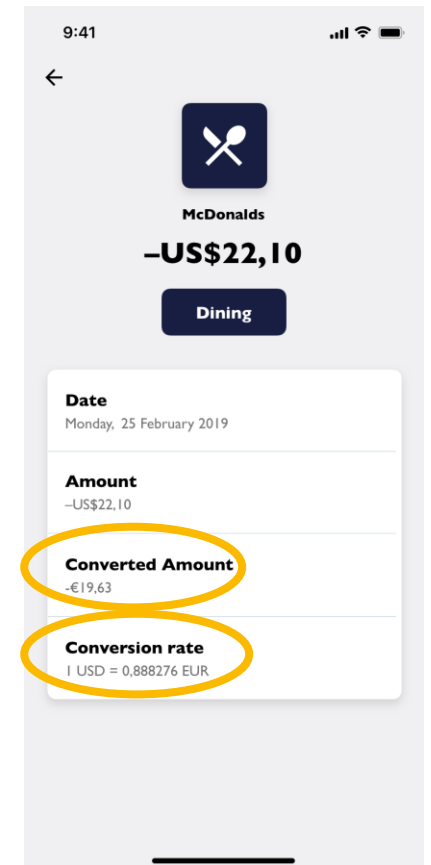 9:41
McDonalds
–US$22,10
Dining
Date
Monday, 25 February 2019
Amount
–US$22,10
Converted Amount
-€19,63
Conversion rate
1 USD = 0,888276 EUR